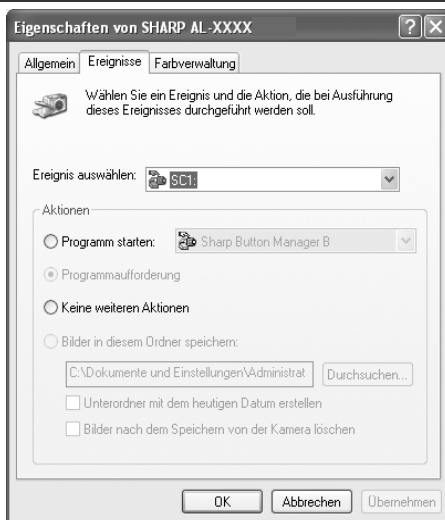 Eigenschaften von SHARP AL-XXXX
Allgemein Ereignisse Farbverwaltung
Wählen Sie ein Ereignis und die Aktion, die bei Ausführung
dieses Ereignisses durchgeführt werden soll.
Ereignis auswählen: SC1:
Aktionen
Programm starten: Sharp Button Manager B
Programmaufforderung
Keine weiteren Aktionen
Bilder in diesem Ordner speichern:
C:\Dokumente und Einstellungen\Administrat Durchsuchen...
Unterordner mit dem heutigen Datum erstellen
Bilder nach dem Speichern von der Kamera löschen
OK Abbrechen Übernehmen